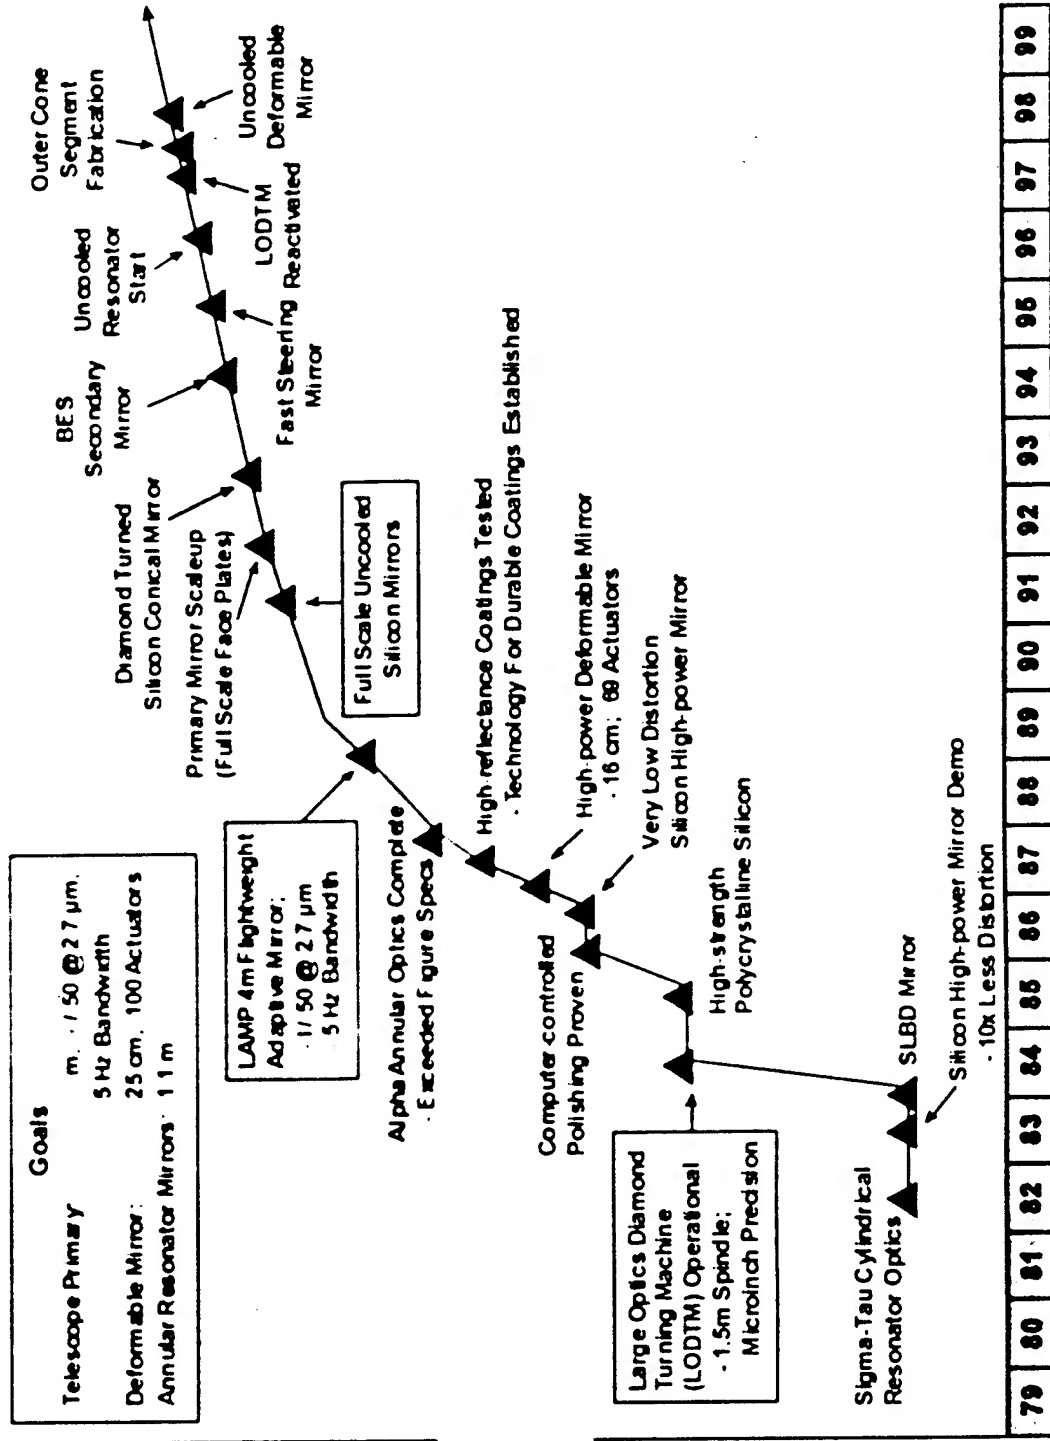 Goals
Telescope Primary m. · 1/50 @ 2 7 µm.
5 Hz Bandwidth
Deformable Mirror: 25 cm. 100 Actuators
Annular Resonator Mirrors 1 1 m
Outer Cone
Segment
Fabrication
Uncooled
Deformable
Mirror
LODTM
Reactivated
Uncooled
Resonator
Start
Fast Steering
Mirror
BES
Secondary
Mirror
Diamond Turned
Silicon Conical Mirror
Primary Mirror Scaleup
(Full Scale Face Plates)
Full Scale Uncooled
Silicon Mirrors
LAMP 4m Flightweight
Adaptive Mirror;
· 1/ 50 @ 2 7 µm
5 Hz Bandwidth
Alpha Annular Optics Complete
- Exceeded Figure Specs
High-reflectance Coatings Tested
- Technology For Durable Coatings Established
High-power Deformable Mirror
- 16 cm; 69 Actuators
Very Low Distortion
Silicon High-power Mirror
Computer-controlled
Polishing Proven
High-strength
Polycrystalline Silicon
Large Optics Diamond
Turning Machine
(LODTM) Operational
- 1.5m Spindle;
Microinch Precision
SLBD Mirror
Silicon High-power Mirror Demo
- 10x Less Distortion
Sigma-Tau Cylindrical
Resonator Optics
79 80 81 82 83 84 85 86 87 88 89 90 91 92 93 94 95 96 97 98 99